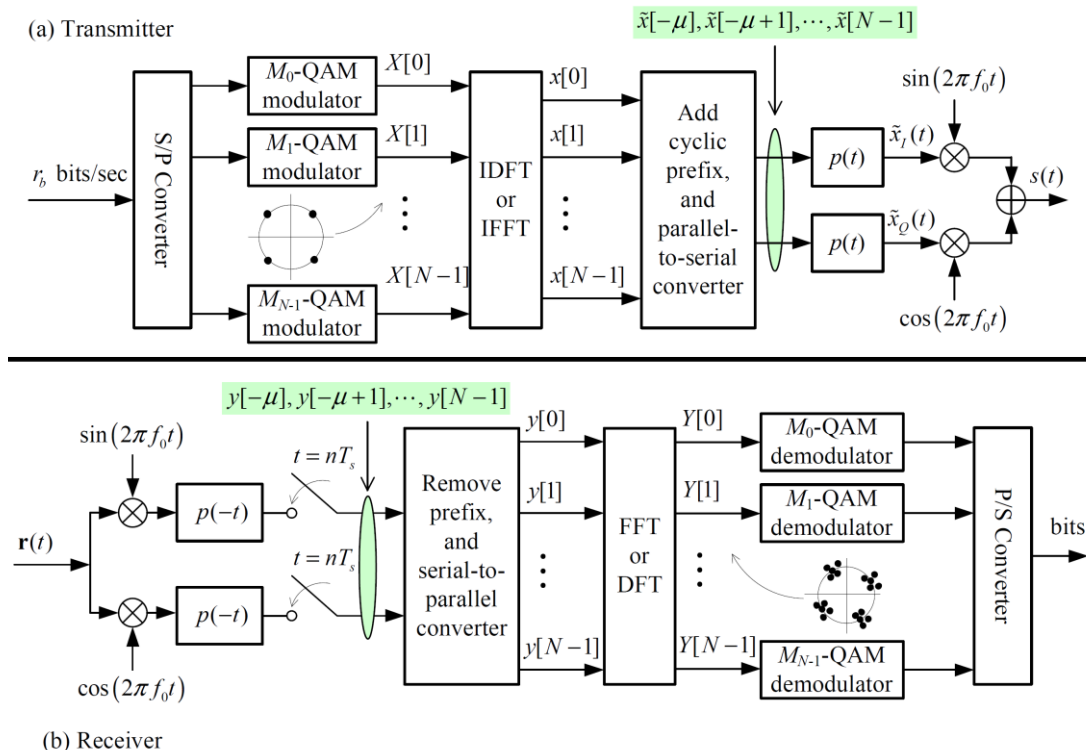 (a) Transmitter
x̃[−μ], x̃[−μ+1], ⋯, x̃[N−1]
r_b bits/sec
S/P Converter
M_0-QAM
modulator
X[0]
M_1-QAM
modulator
X[1]
M_{N-1}-QAM
modulator
X[N−1]
IDFT
or
IFFT
x[0]
x[1]
x[N−1]
Add
cyclic
prefix,
and
parallel-
to-serial
converter
p(t)
p(t)
x̃_I(t)
x̃_Q(t)
sin(2πf_0t)
cos(2πf_0t)
s(t)
y[−μ], y[−μ+1], ⋯, y[N−1]
sin(2πf_0t)
r(t)
cos(2πf_0t)
p(−t)
p(−t)
t = nT_s
t = nT_s
Remove
prefix,
and
serial-to-
parallel
converter
y[0]
y[1]
y[N−1]
FFT
or
DFT
Y[0]
Y[1]
Y[N−1]
M_0-QAM
demodulator
M_1-QAM
demodulator
M_{N-1}-QAM
demodulator
P/S Converter
bits
(b) Receiver